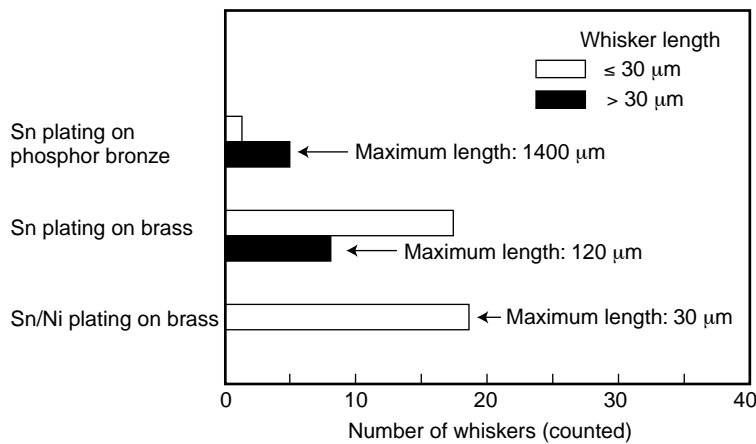 Whisker length
≤ 30 μm
> 30 μm
Sn plating on
phosphor bronze
Maximum length: 1400 μm
Sn plating on brass
Maximum length: 120 μm
Sn/Ni plating on brass
Maximum length: 30 μm
0 10 20 30 40
Number of whiskers (counted)